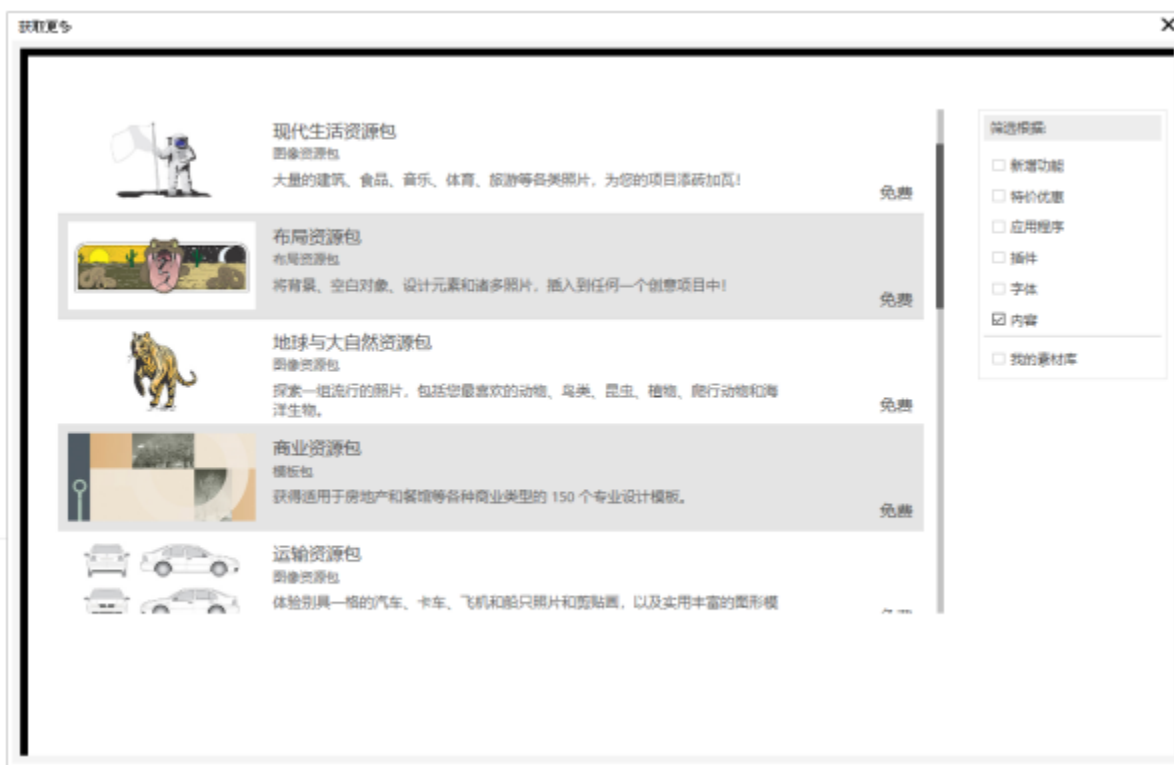 获取更多
现代生活资源包
图像资源包
大量的建筑、食品、音乐、体育、旅游等各类照片，为您的项目添砖加瓦！
免费
布局资源包
布局资源包
将背景、空白对象、设计元素和诸多照片，插入到任何一个创意项目中！
免费
地球与大自然资源包
图像资源包
探索一组流行的照片，包括您最喜欢的动物、鸟类、昆虫、植物、爬行动物和海
洋生物。
免费
商业资源包
模板包
获得适用于房地产和餐馆等各种商业类型的 150 个专业设计模板。
免费
运输资源包
图像资源包
体验别具一格的汽车、卡车、飞机和船只照片和剪贴画，以及实用丰富的图形模
筛选根据:
新增功能
特价优惠
应用程序
插件
字体
内容
我的素材库